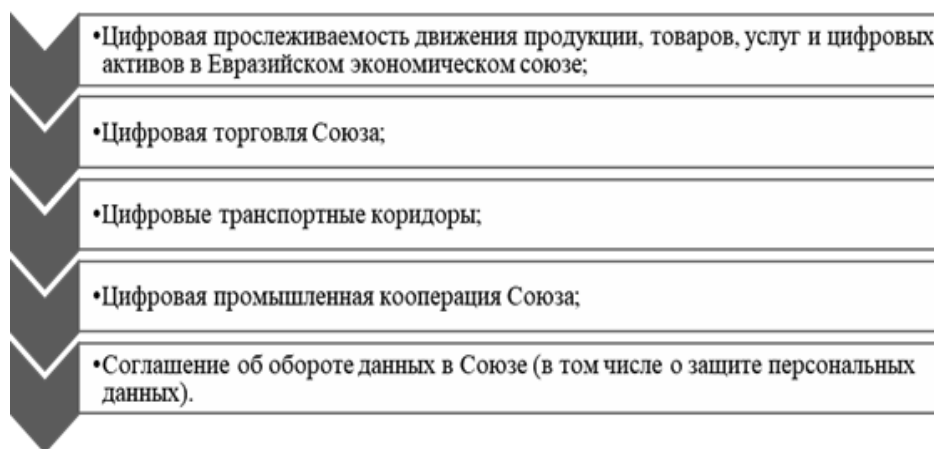 •Цифровая прослеживаемость движения продукции, товаров, услуг и цифровых
активов в Евразийском экономическом союзе;
•Цифровая торговля Союза;
•Цифровые транспортные коридоры;
•Цифровая промышленная кооперация Союза;
•Соглашение об обороте данных в Союзе (в том числе о защите персональных
данных).